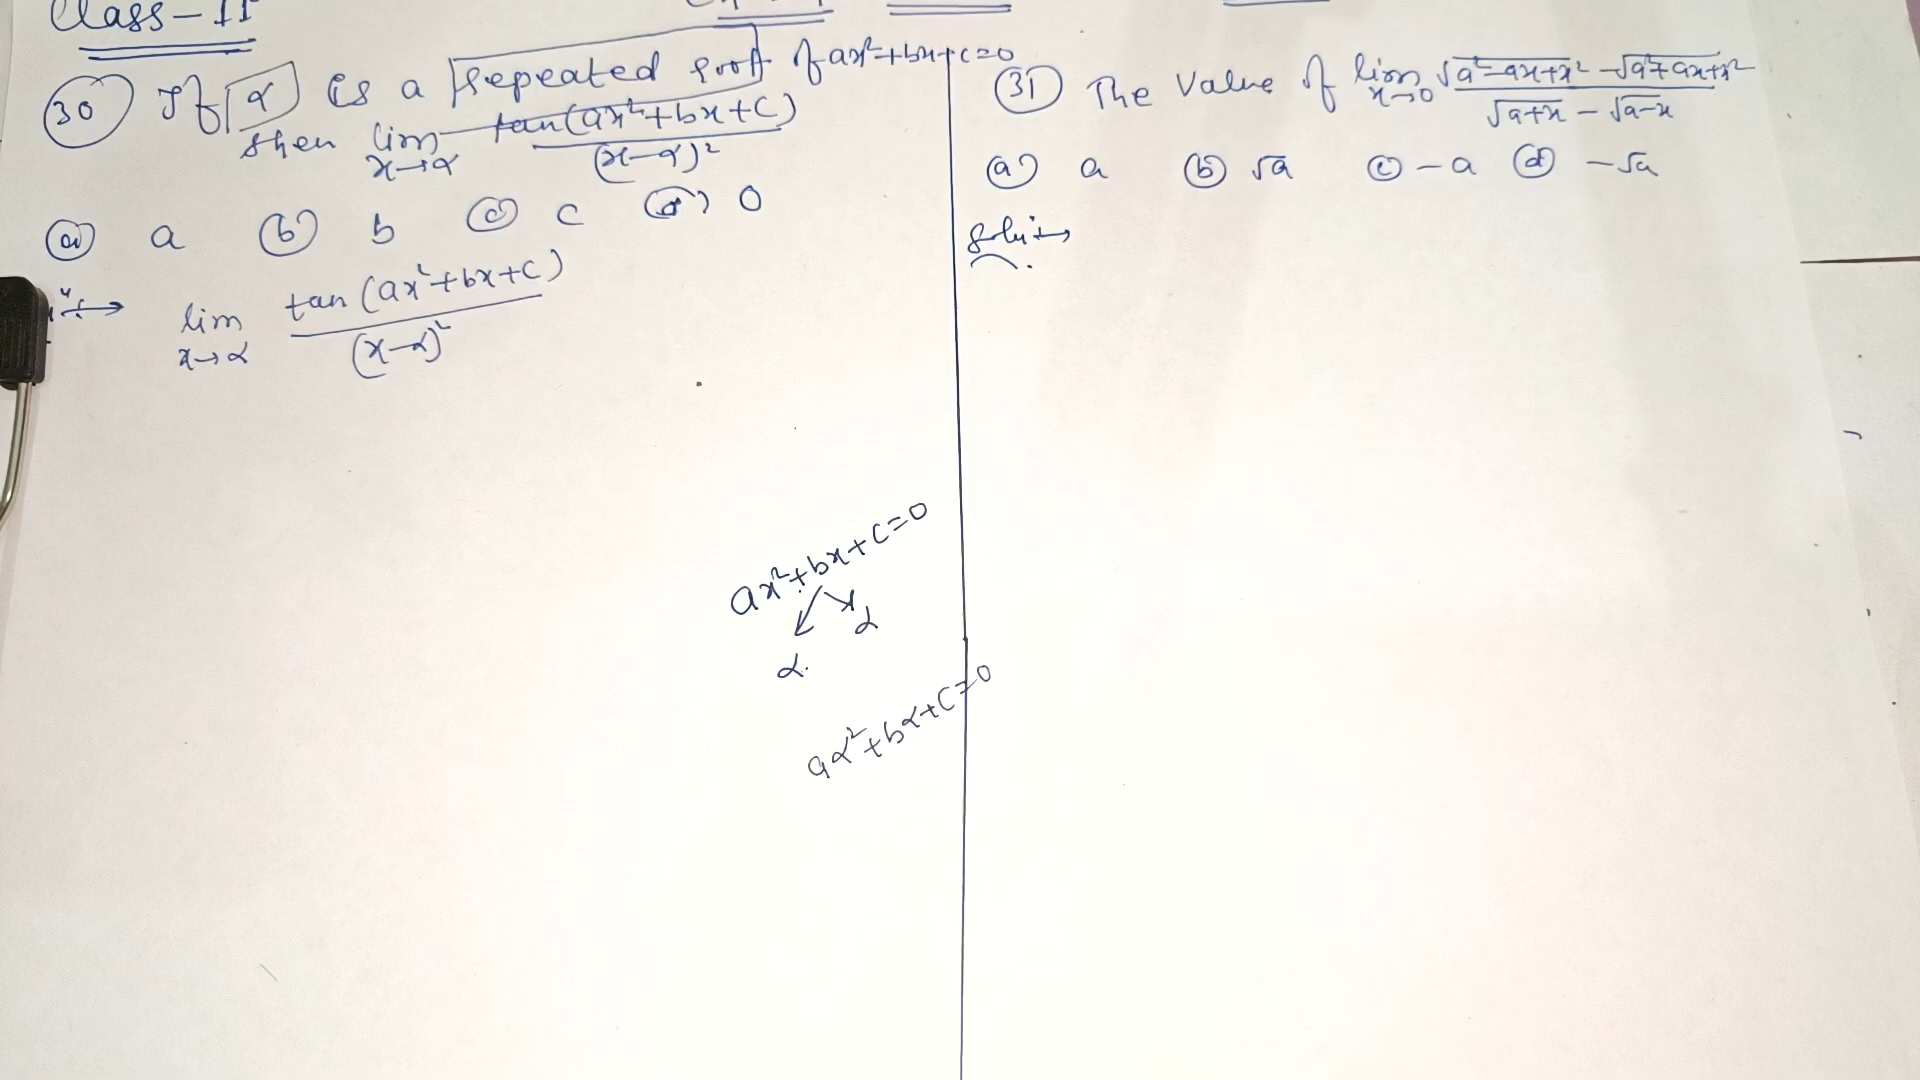 Class-11
(30) If α is a repeated root of ax²+bx+c=0
then lim x→α tan(ax²+bx+c)/(x-α)²
(a) a (b) b (c) c (d) 0
lim x→α tan(ax²+bx+c)/(x-α)²
ax²+bx+c=0
α α
aα²+bα+c=0
(31) The Value of lim x→0 √a²-ax+x² - √a²+ax+x² / √a+x - √a-x
(a) a (b) √a (c) -a (d) -√a
Solu:→